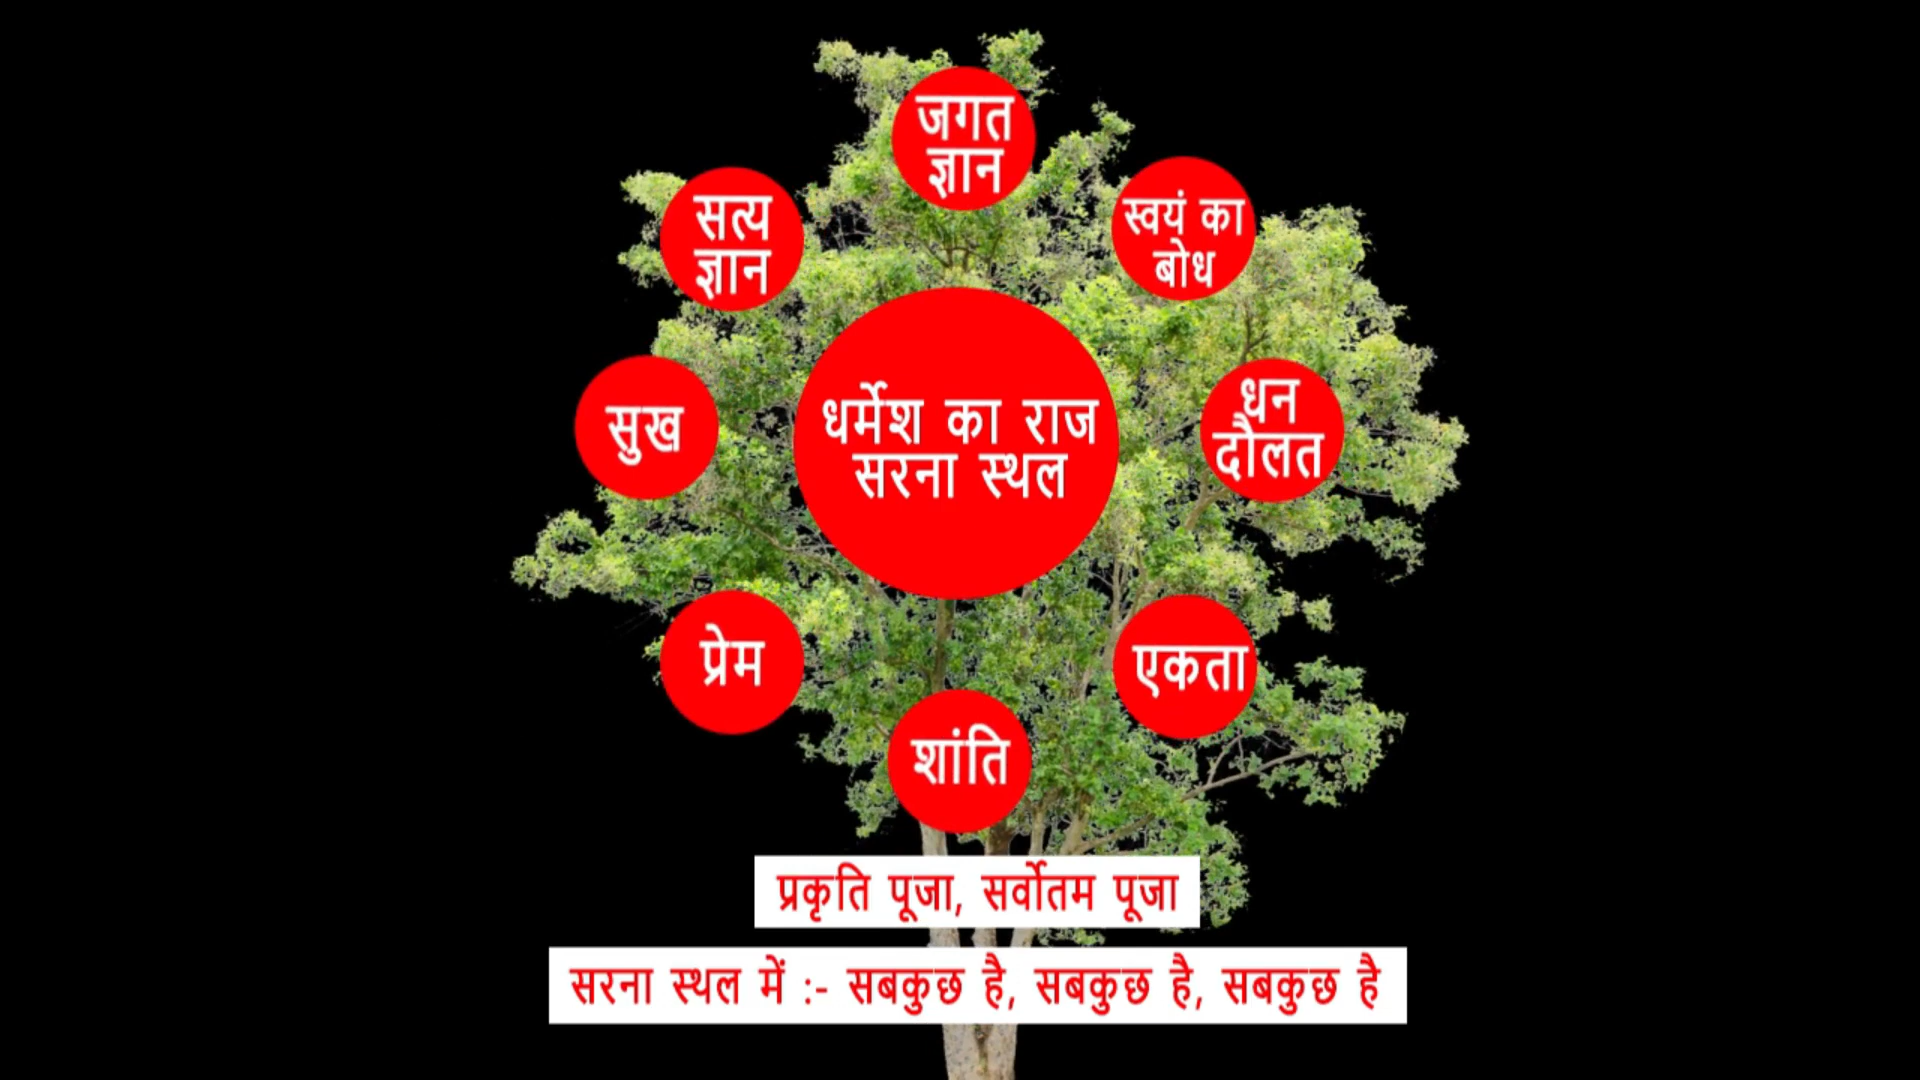 जगत
ज्ञान
सत्य
ज्ञान
स्वयं का
बोध
सुख
धर्मेश का राज
सरना स्थल
धन
दौलत
प्रेम
एकता
शांति
प्रकृति पूजा, सर्वोतम पूजा
सरना स्थल में :- सबकुछ है, सबकुछ है, सबकुछ है